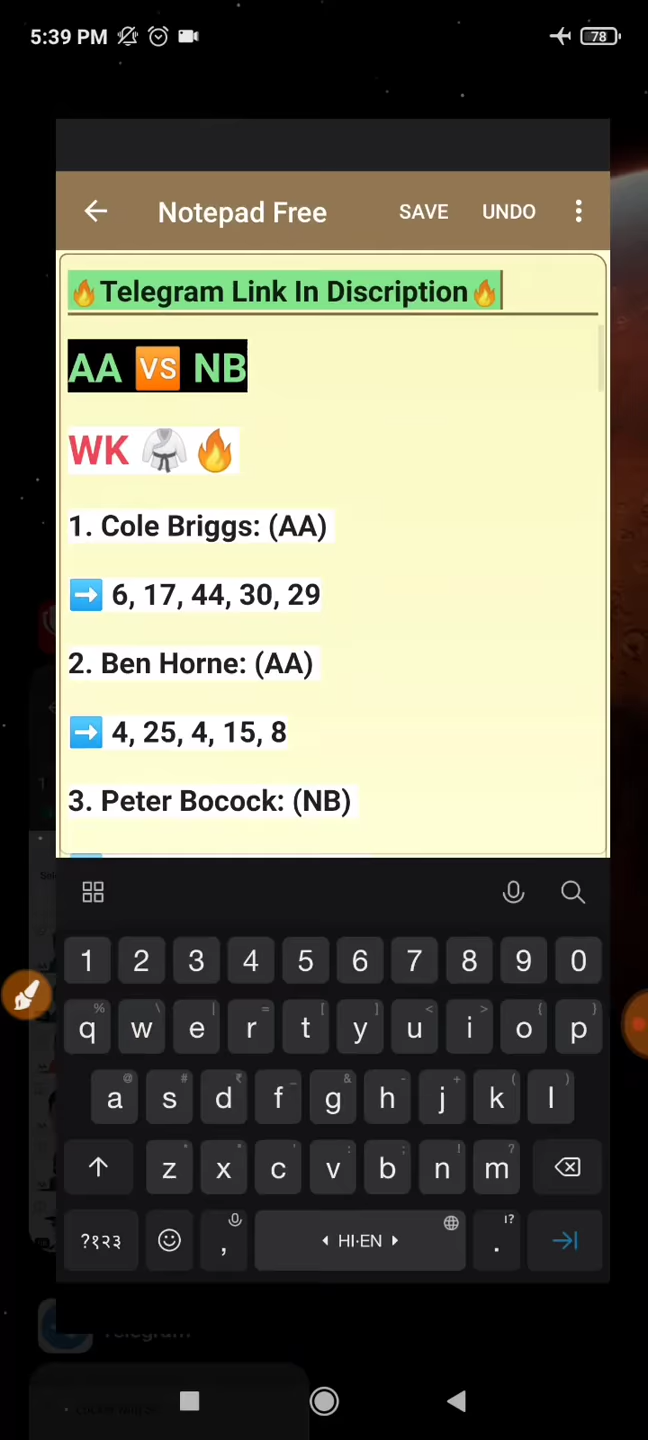 5:39 PM 78
Notepad Free SAVE UNDO
🔥Telegram Link In Discription🔥
AA 🆚 NB
WK 🥋 🔥
1. Cole Briggs: (AA)
➡️ 6, 17, 44, 30, 29
2. Ben Horne: (AA)
➡️ 4, 25, 4, 15, 8
3. Peter Bocock: (NB)
1 2 3 4 5 6 7 8 9 0
% \ | = [ ] < > { }
q w e r t y u i o p
@ # ₹ _ & - + ( )
a s d f g h j k l
z x c v b n m
?१२३ , HI·EN . !?
Telegram